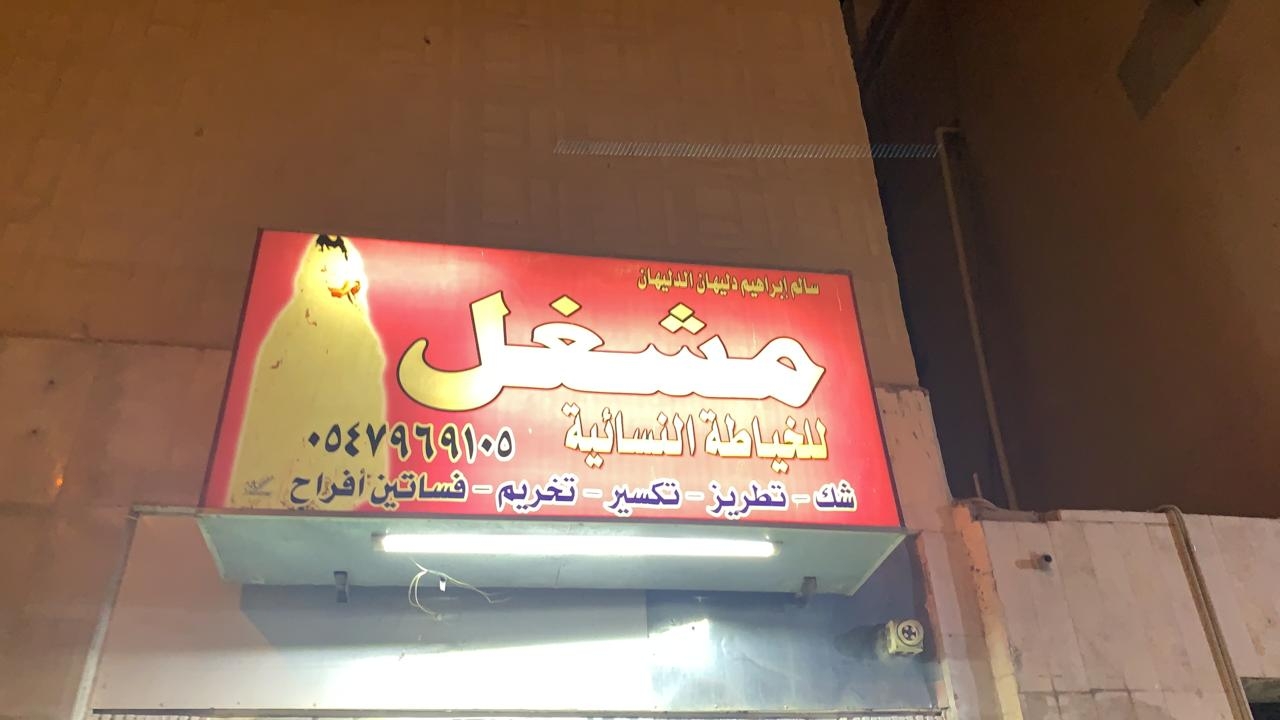 سالم إبراهيم دليهان الدليهان
مشغل
للخياطة النسائية
٠٥٤٧٩٦٩١٠٥
شك - تطريز - تكسير - تخريم - فساتين أفراح